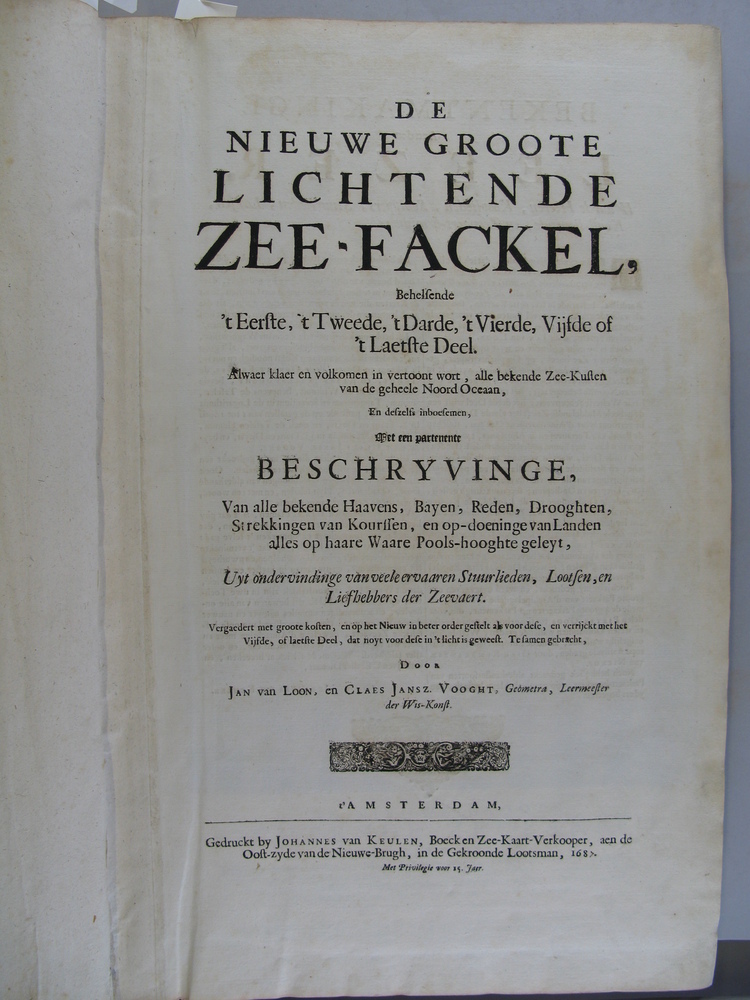 DE
NIEUWE GROOTE
LICHTENDE
ZEE-FACKEL,
Behelſende
't Eerſte, 't Tweede, 't Darde, 't Vierde, Vijfde of
't Laetſte Deel.
Alwaer klaer en volkomen in vertoont wort, alle bekende Zee-Kuſten
van de geheele Noord Oceaan,
En deſzelfs inboeſemen,
Met een partenente
BESCHRYVINGE,
Van alle bekende Haavens, Bayen, Reden, Drooghten,
Strekkingen van Kourſſen, en op-doeninge van Landen
alles op haare Waare Pools-hooghte geleyt,
Uyt ondervindinge van veele ervaaren Stuurlieden, Lootſen, en
Liefhebbers der Zeevaert.
Vergaedert met groote koſten, en op het Nieuw in beter order geſtelt als voor deſe, en verrijckt met het
Vijfde, of laetſte Deel, dat noyt voor deſe in 't licht is geweeſt. Te ſamen gebracht,
DOOR
JAN van LOON, en CLAES JANSZ. VOOGHT, Geómetra, Leermeeſter
der Wis-Konſt.
t'AMSTERDAM,
Gedruckt by JOHANNES van KEULEN, Boeck en Zee-Kaart-Verkooper, aen de
Ooſt-zyde van de Nieuwe-Brugh, in de Gekroonde Lootsman,
Met Privilegie voor 15. Jaer.